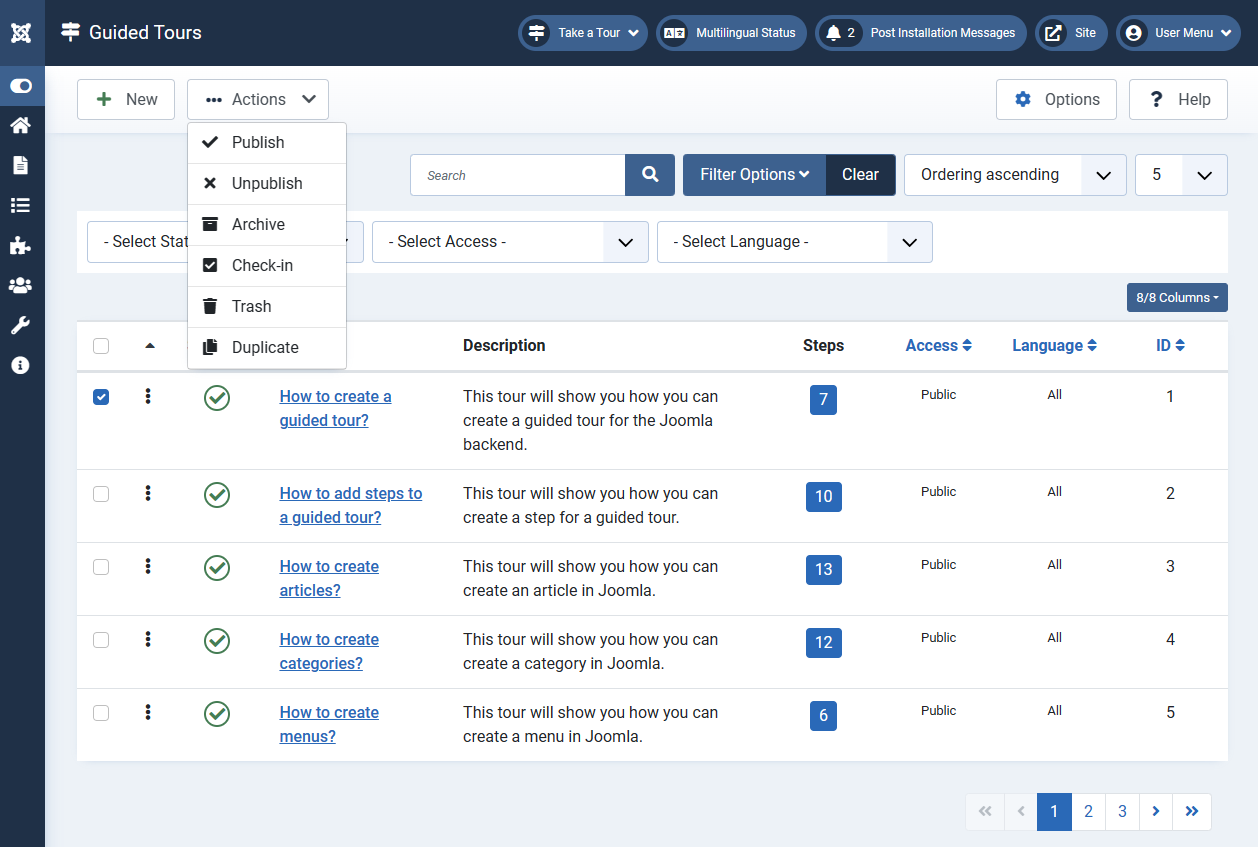 Guided Tours
Take a Tour
Multilingual Status
2 Post Installation Messages
Site
User Menu
New
Actions
Options
Help
Publish
Unpublish
Archive
Check-in
Trash
Duplicate
Search
Filter Options
Clear
Ordering ascending
5
- Select Stat
- Select Access -
- Select Language -
8/8 Columns
Description
Steps
Access
Language
ID
How to create a
guided tour?
This tour will show you how you can
create a guided tour for the Joomla
backend.
7
Public
All
1
How to add steps to
a guided tour?
This tour will show you how you can
create a step for a guided tour.
10
Public
All
2
How to create
articles?
This tour will show you how you can
create an article in Joomla.
13
Public
All
3
How to create
categories?
This tour will show you how you can
create a category in Joomla.
12
Public
All
4
How to create
menus?
This tour will show you how you can
create a menu in Joomla.
6
Public
All
5
1
2
3